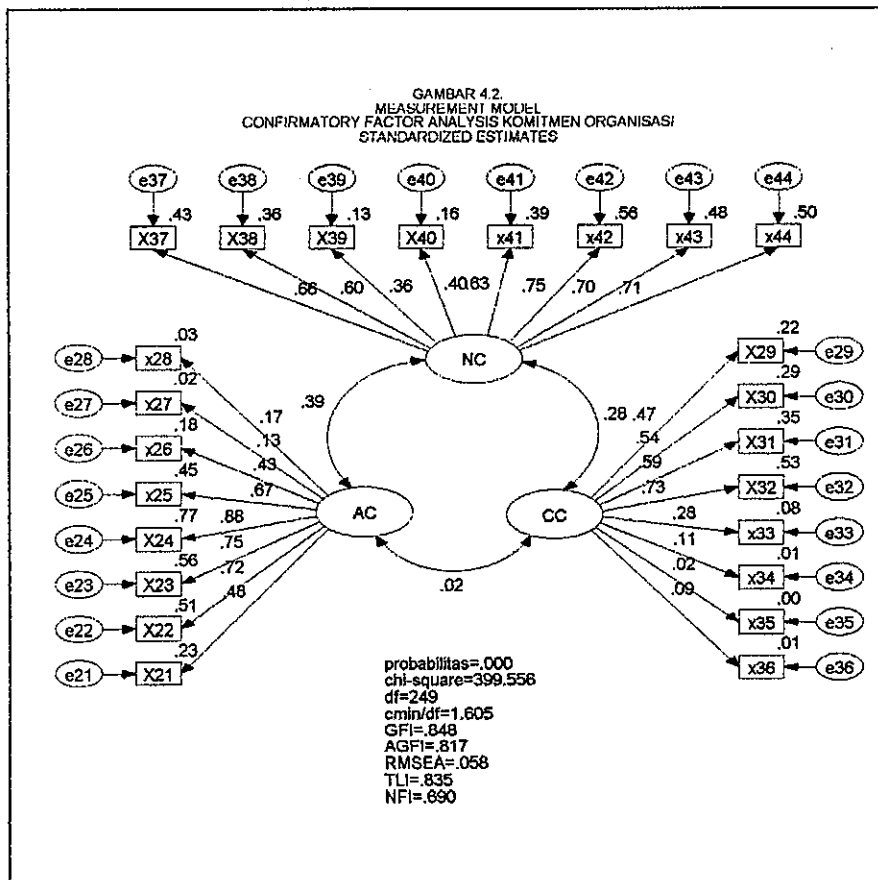 GAMBAR 4.2.
MEASUREMENT MODEL
CONFIRMATORY FACTOR ANALYSIS KOMITMEN ORGANISASI
STANDARDIZED ESTIMATES
e37 e38 e39 e40 e41 e42 e43 e44
.43 .36 .13 .16 .39 .56 .48 .50
X37 X38 X39 X40 x41 x42 x43 x44
.66 .60 .36 .40 .63 .75 .70 .71
NC
.39
.28
e28 x28 .03
e27 x27 .02
e26 x26 .18
e25 x25 .45
e24 X24 .77
e23 X23 .56
e22 X22 .51
e21 X21 .23
.17
.13
.43
.67
.88
.75
.72
.48
AC
.02
CC
.47
.54
.59
.73
.28
.11
.02
.09
.22 X29 e29
.29 X30 e30
.35 X31 e31
.53 X32 e32
.08 x33 e33
.01 x34 e34
.00 x35 e35
.01 x36 e36
probabilitas=.000
chi-square=399.556
df=249
cmin/df=1.605
GFI=.848
AGFI=.817
RMSEA=.058
TLI=.835
NFI=.690